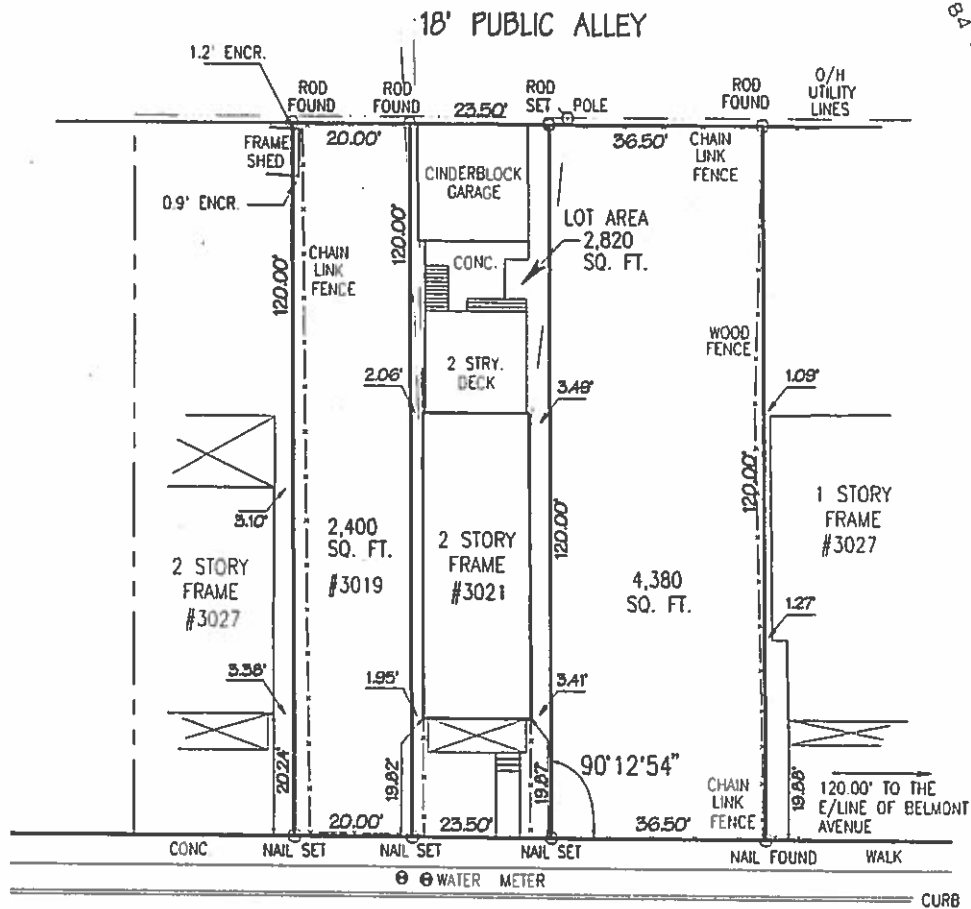 18' PUBLIC ALLEY
84
1.2' ENCR.
ROD
FOUND
ROD
FOUND
ROD
SET
POLE
ROD
FOUND
O/H
UTILITY
LINES
20.00'
23.50'
36.50'
FRAME
SHED
0.9' ENCR.
CINDERBLOCK
GARAGE
CHAIN
LINK
FENCE
LOT AREA
2,820
SQ. FT.
CHAIN
LINK
FENCE
CONC.
120.00'
120.00'
WOOD
FENCE
2 STRY.
DECK
2.06'
3.49'
1.09'
3.10'
120.00'
120.00'
2,400
SQ. FT.
#3019
2 STORY
FRAME
#3021
1 STORY
FRAME
#3027
2 STORY
FRAME
#3027
4,380
SQ. FT.
1.27'
3.38'
1.95'
3.41'
90°12'54"
20.24'
19.82'
19.87'
19.88'
CHAIN
LINK
FENCE
120.00' TO THE
E/LINE OF BELMONT
AVENUE
20.00'
23.50'
36.50'
CONC.
NAIL SET
NAIL SET
NAIL SET
NAIL FOUND
WALK
WATER METER
CURB